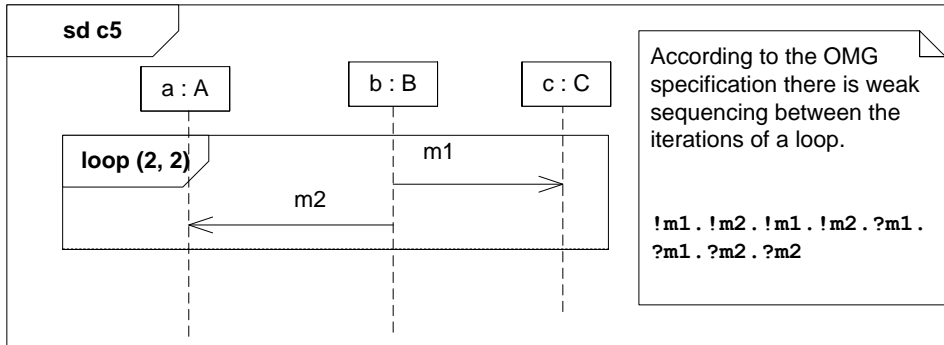 sd c5
a : A
b : B
c : C
loop (2, 2)
m1
m2
According to the OMG
specification there is weak
sequencing between the
iterations of a loop.
!m1.!m2.!m1.!m2.?m1.
?m1.?m2.?m2